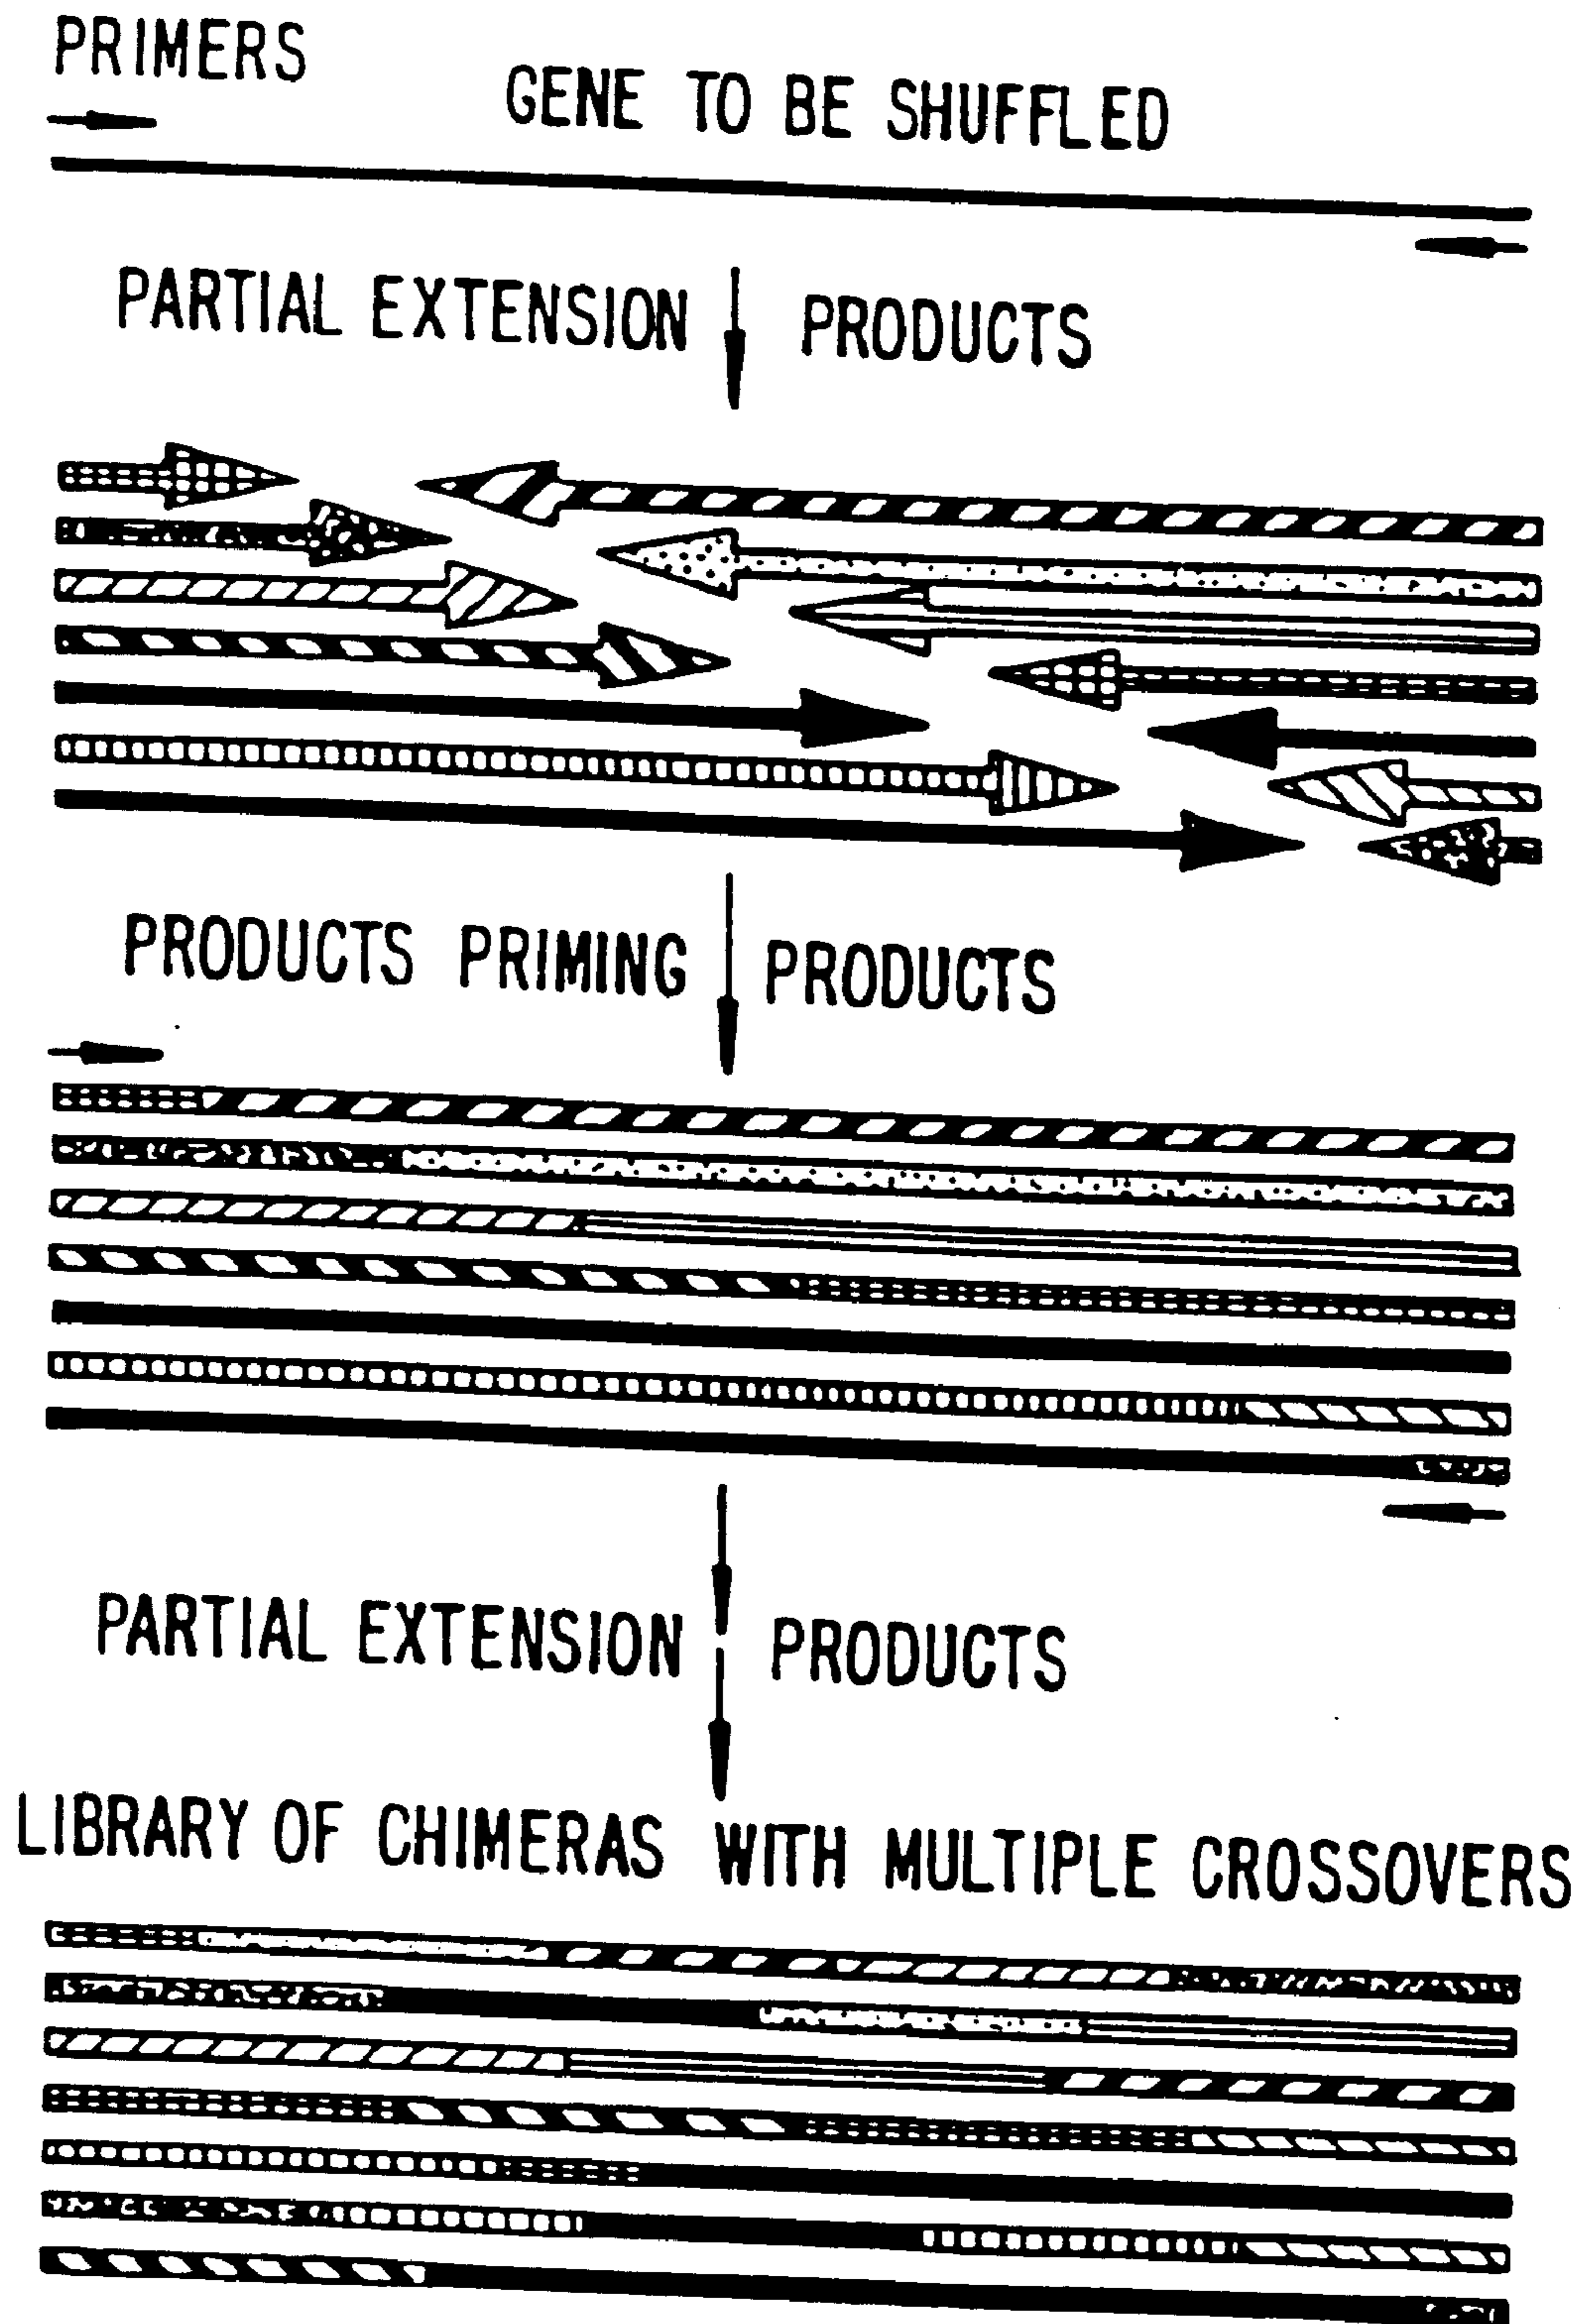 PRIMERS
GENE TO BE SHUFFLED
PARTIAL EXTENSION PRODUCTS
PRODUCTS PRIMING PRODUCTS
PARTIAL EXTENSION PRODUCTS
LIBRARY OF CHIMERAS WITH MULTIPLE CROSSOVERS